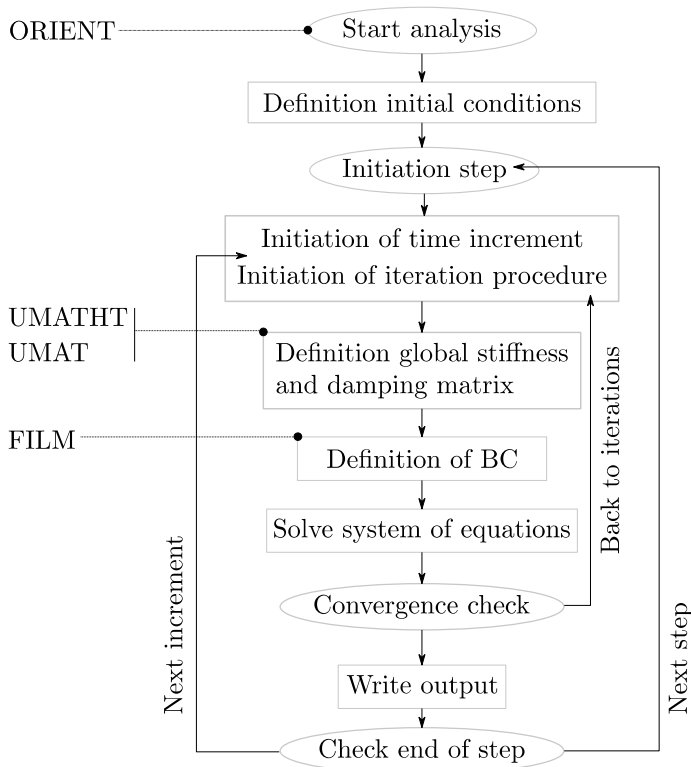 ORIENT
Start analysis
Definition initial conditions
Initiation step
Initiation of time increment
Initiation of iteration procedure
UMATHT
UMAT
Definition global stiffness
and damping matrix
FILM
Definition of BC
Solve system of equations
Convergence check
Write output
Check end of step
Next increment
Back to iterations
Next step